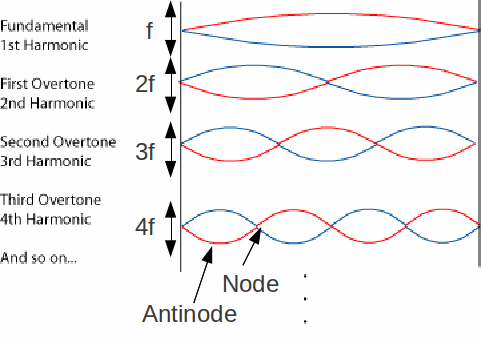 Fundamental
1st Harmonic
f
First Overtone
2nd Harmonic
2f
Second Overtone
3rd Harmonic
3f
Third Overtone
4th Harmonic
4f
And so on...
Node
Antinode